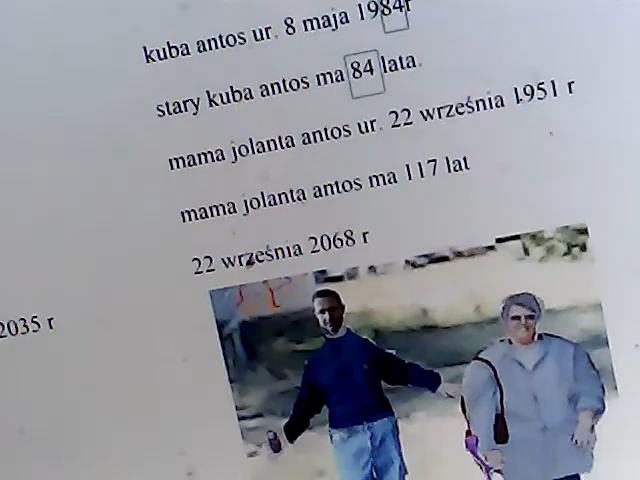 kuba antos ur. 8 maja 1984r
stary kuba antos ma 84 lata.
mama jolanta antos ur. 22 września 1951 r
mama jolanta antos ma 117 lat
22 września 2068 r
2035 r